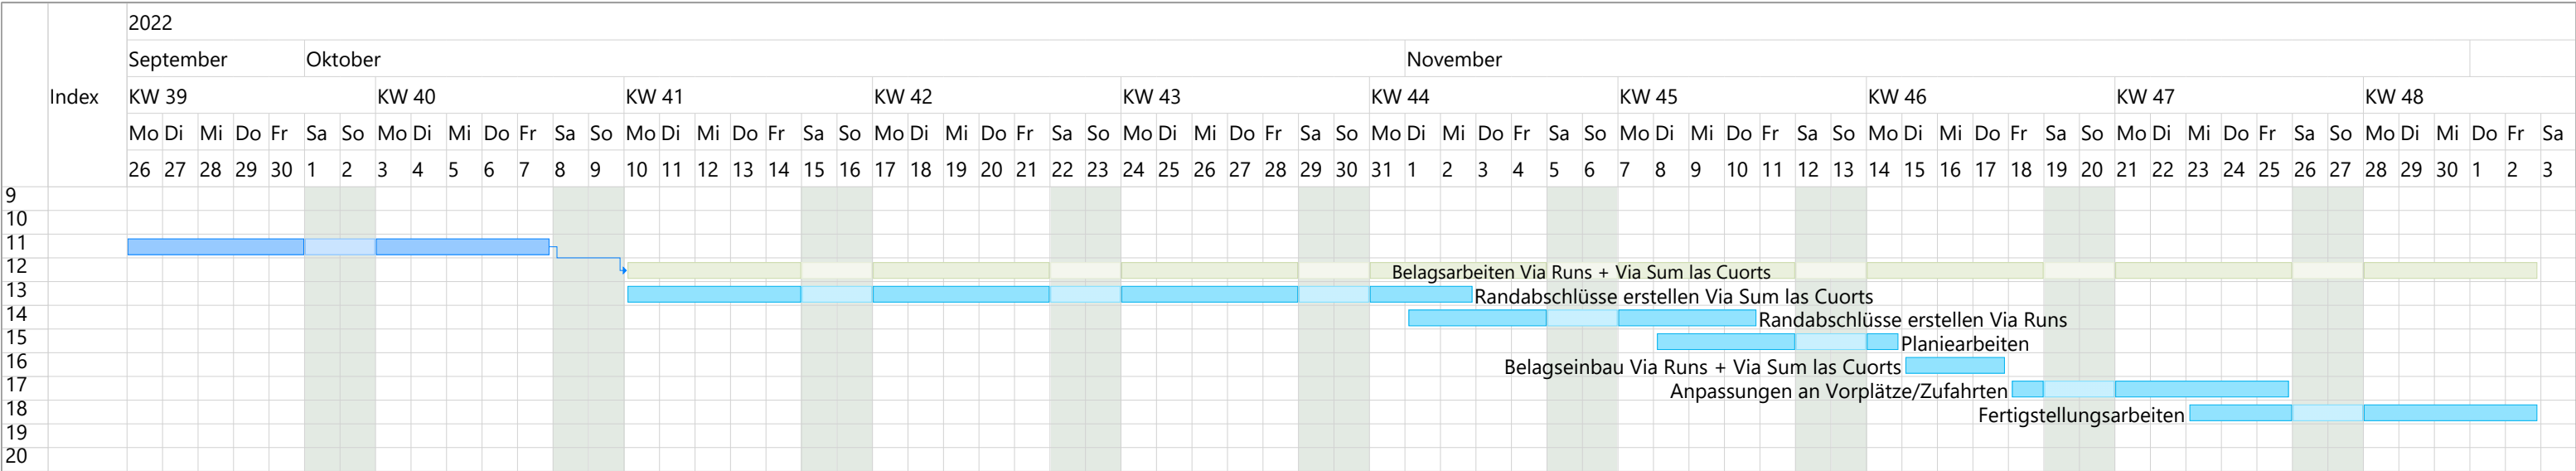 2022
September Oktober November
Index KW 39 KW 40 KW 41 KW 42 KW 43 KW 44 KW 45 KW 46 KW 47 KW 48
Mo Di Mi Do Fr Sa So Mo Di Mi Do Fr Sa So Mo Di Mi Do Fr Sa So Mo Di Mi Do Fr Sa So Mo Di Mi Do Fr Sa So Mo Di Mi Do Fr Sa So Mo Di Mi Do Fr Sa So Mo Di Mi Do Fr Sa So Mo Di Mi Do Fr Sa So Mo Di Mi Do Fr Sa
26 27 28 29 30 1 2 3 4 5 6 7 8 9 10 11 12 13 14 15 16 17 18 19 20 21 22 23 24 25 26 27 28 29 30 31 1 2 3 4 5 6 7 8 9 10 11 12 13 14 15 16 17 18 19 20 21 22 23 24 25 26 27 28 29 30 1 2 3
9
10
11
12 Belagsarbeiten Via Runs + Via Sum las Cuorts
13 Randabschlüsse erstellen Via Sum las Cuorts
14 Randabschlüsse erstellen Via Runs
15 Planiearbeiten
16 Belagseinbau Via Runs + Via Sum las Cuorts
17 Anpassungen an Vorplätze/Zufahrten
18 Fertigstellungsarbeiten
19
20